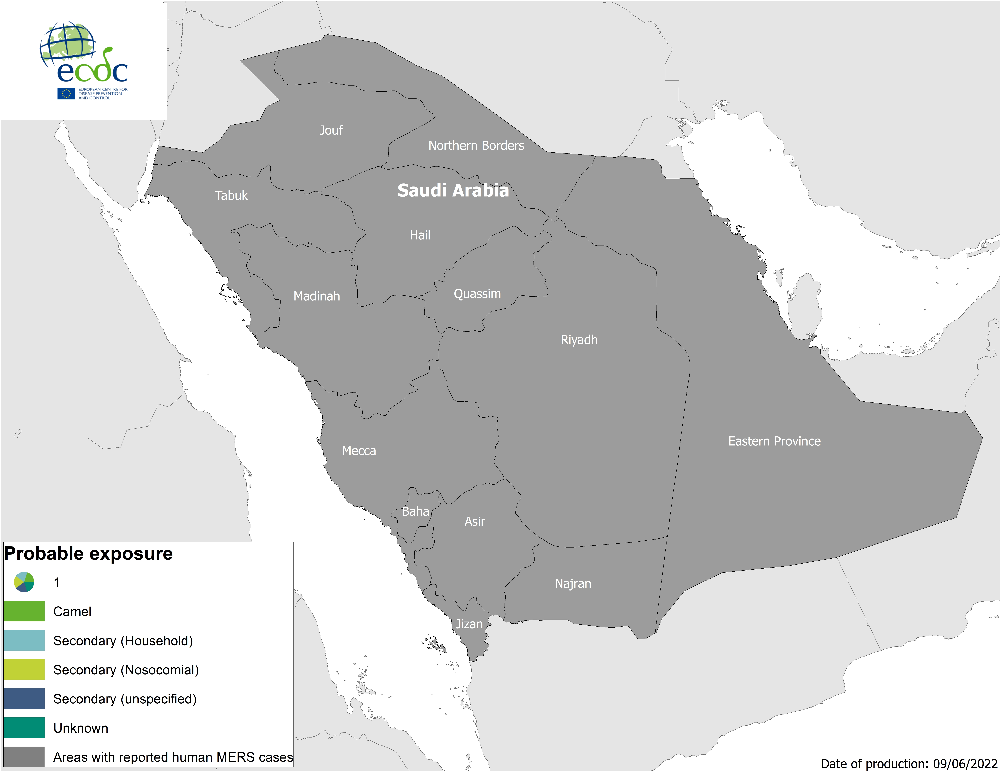 ecdc
EUROPEAN CENTRE FOR
DISEASE PREVENTION
AND CONTROL
Jouf
Northern Borders
Saudi Arabia
Tabuk
Hail
Madinah
Quassim
Riyadh
Eastern Province
Mecca
Baha
Asir
Najran
Jizan
Probable exposure
1
Camel
Secondary (Household)
Secondary (Nosocomial)
Secondary (unspecified)
Unknown
Areas with reported human MERS cases
Date of production: 09/06/2022